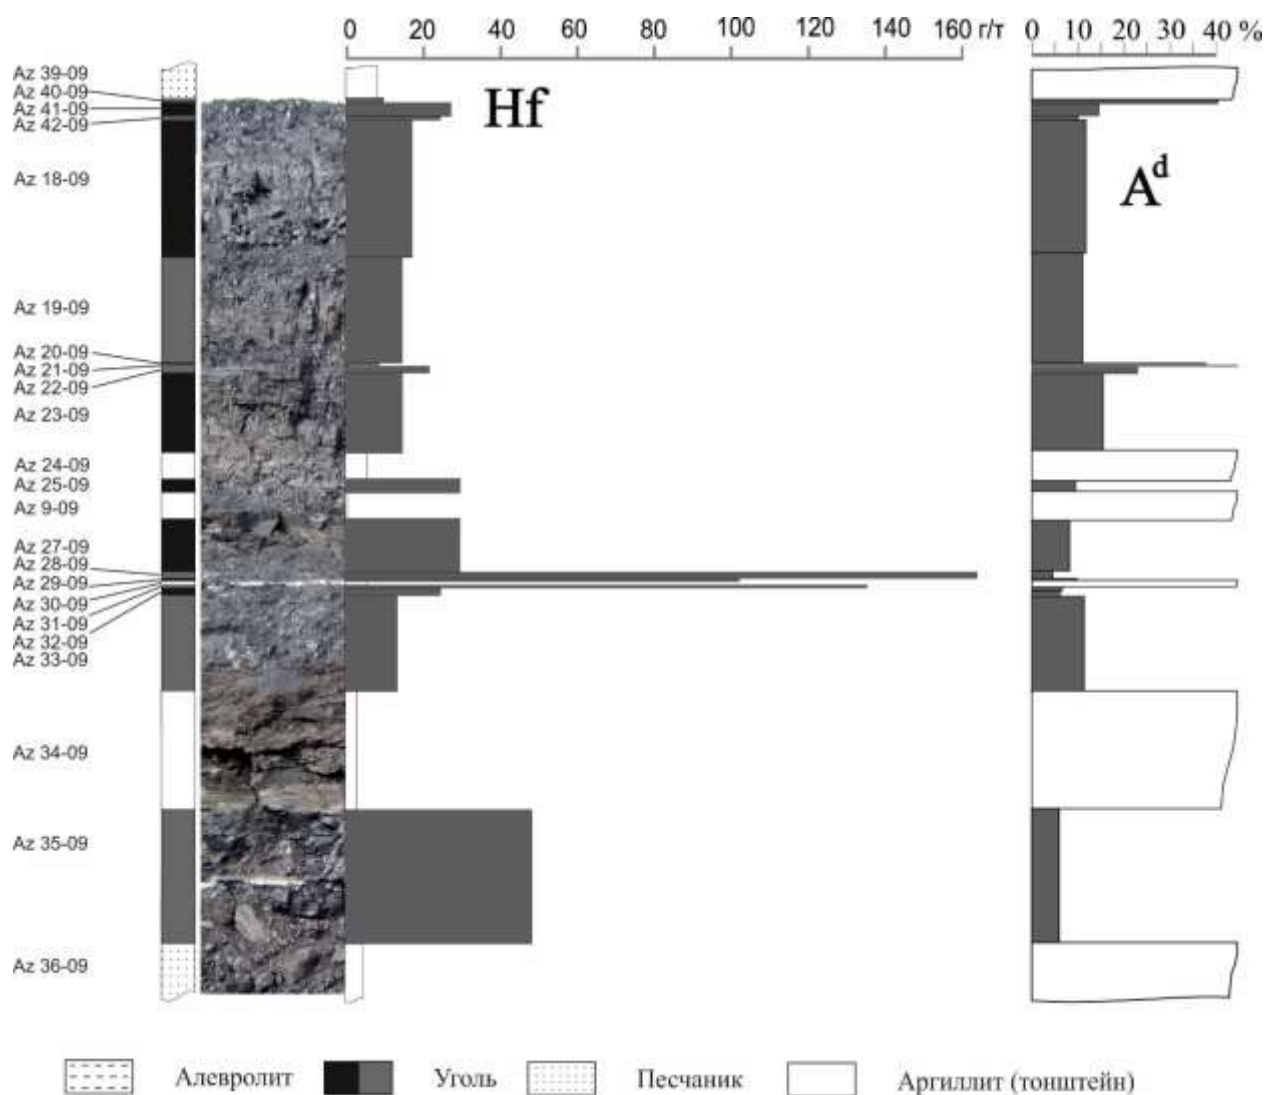 0 20 40 60 80 100 120 140 160 г/т
0 10 20 30 40 %
Hf
A^d
Az 39-09
Az 40-09
Az 41-09
Az 42-09
Az 18-09
Az 19-09
Az 20-09
Az 21-09
Az 22-09
Az 23-09
Az 24-09
Az 25-09
Az 9-09
Az 27-09
Az 28-09
Az 29-09
Az 30-09
Az 31-09
Az 32-09
Az 33-09
Az 34-09
Az 35-09
Az 36-09
Алевролит
Уголь
Песчаник
Аргиллит (тонштейн)